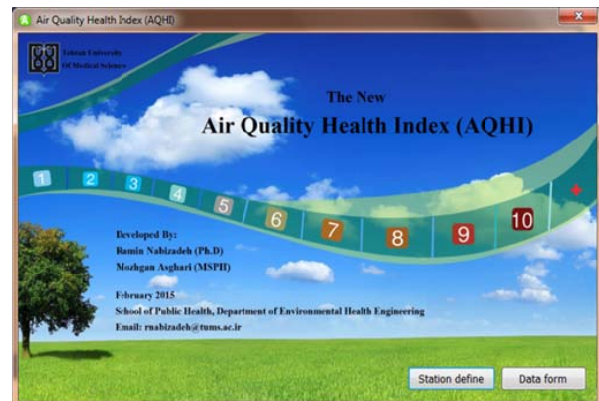 Air Quality Health Index (AQHI)
Tehran University
Of Medical Science
The New
Air Quality Health Index (AQHI)
1 2 3 4 5 6 7 8 9 10 +
Developed By:
Ramin Nabizadeh (Ph.D)
Mozhgan Asghari (MSPH)
February 2015
School of Public Health, Department of Environmental Health Engineering
Email: rnabizadeh@tums.ac.ir
Station define Data form